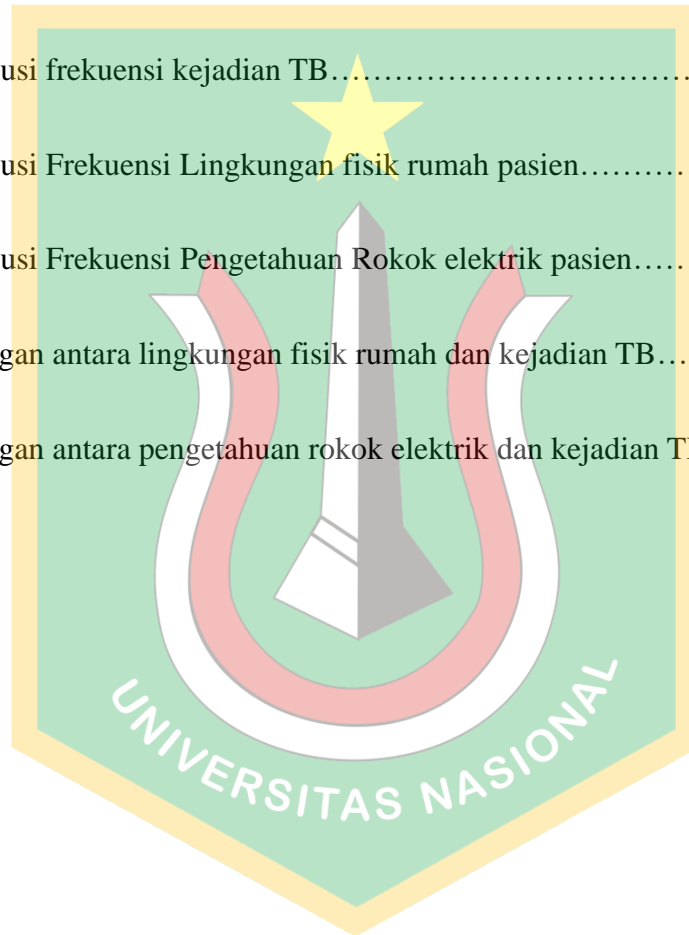 usi frekuensi kejadian TB……………………………………
usi Frekuensi Lingkungan fisik rumah pasien…………
usi Frekuensi Pengetahuan Rokok elektrik pasien……
gan antara lingkungan fisik rumah dan kejadian TB…
gan antara pengetahuan rokok elektrik dan kejadian TB
UNIVERSITAS NASIONAL